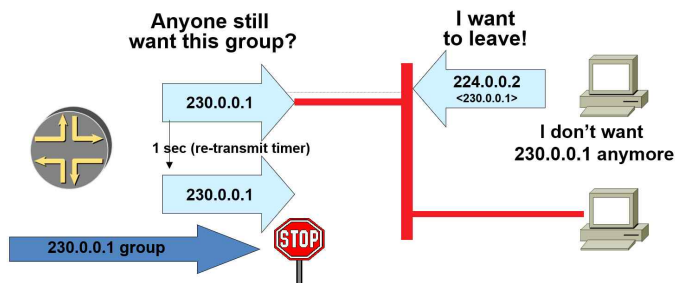 Anyone still
want this group?
I want
to leave!
230.0.0.1
224.0.0.2
<230.0.0.1>
I don't want
230.0.0.1 anymore
1 sec (re-transmit timer)
230.0.0.1
230.0.0.1 group
STOP